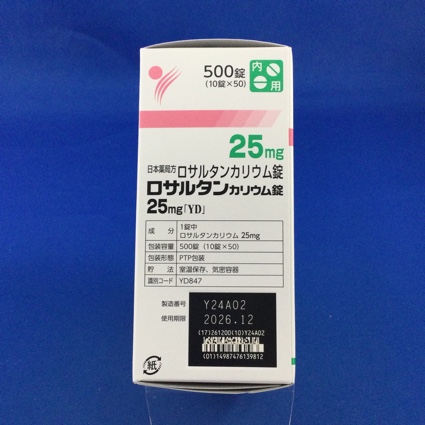 500錠
(10錠×50)
内
用
25mg
日本薬局方 ロサルタンカリウム錠
ロサルタンカリウム錠
25mg「YD」
成 分 1錠中
ロサルタンカリウム 25mg
包装容量 500錠（10錠×50）
包装形態 PTP包装
貯 法 室温保存、気密容器
識別コード YD847
製造番号 Y24A02
使用期限 2026.12
(17)261200(10)Y24A02
(01)14987476139812
紙